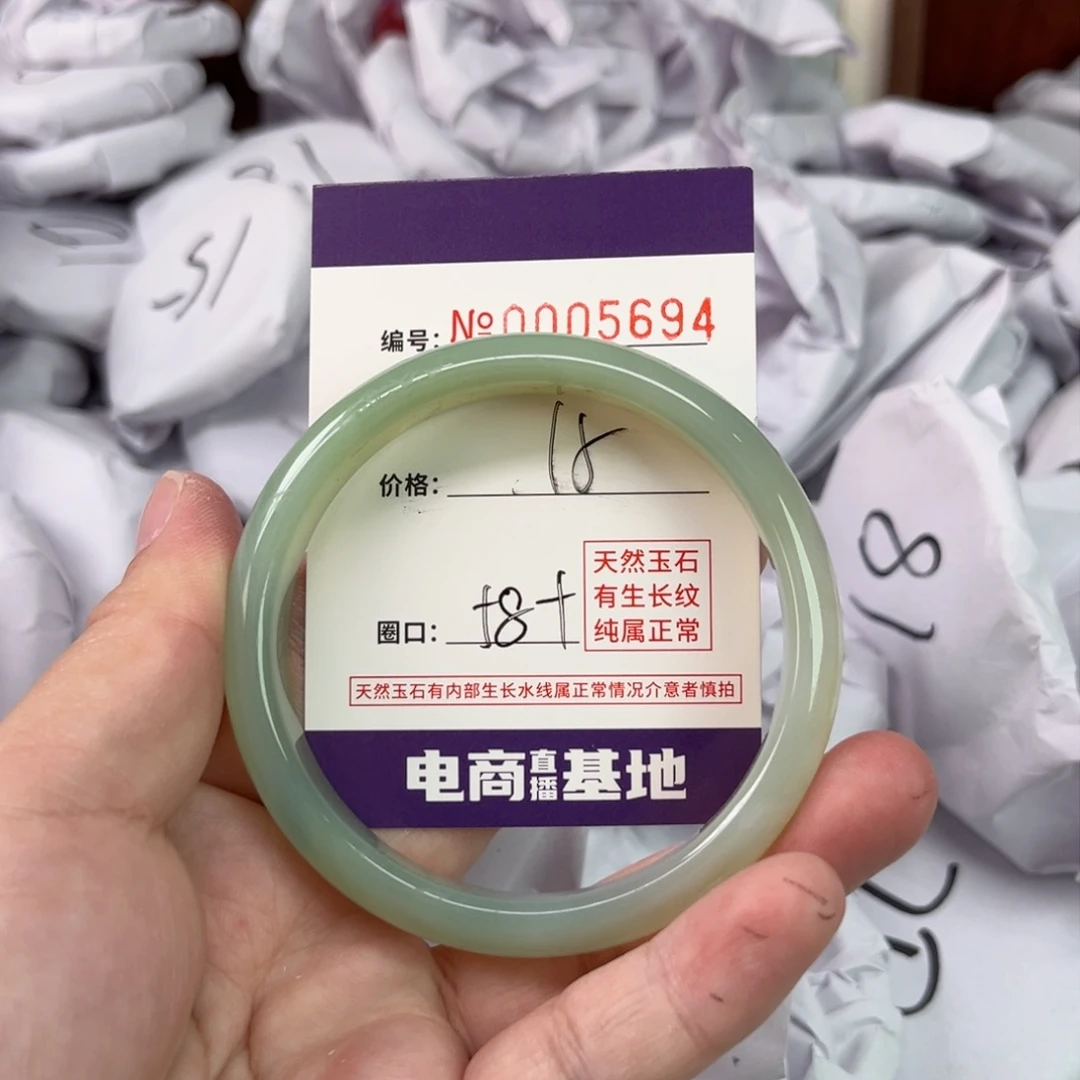 15
编号: №0005694
价格: 18
天然玉石
有生长纹
纯属正常
圈口:
天然玉石有内部生长水线属正常情况介意者慎拍
电商直播基地
18